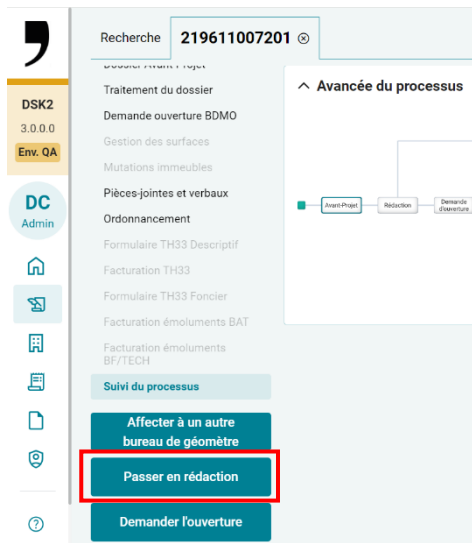 Recherche
219611007201
Dossier Avant-Projet
Traitement du dossier
Avancée du processus
DSK2
Demande ouverture BDMO
3.0.0.0
Gestion des surfaces
Env. QA
Mutations immeubles
Pièces-jointes et verbaux
DC
Avant-Projet
Rédaction
Demande
d'ouverture
Admin
Ordonnancement
Formulaire TH33 Descriptif
Facturation TH33
Formulaire TH33 Foncier
Facturation émoluments BAT
Facturation émoluments
BF/TECH
Suivi du processus
Affecter à un autre
bureau de géomètre
Passer en rédaction
Demander l'ouverture